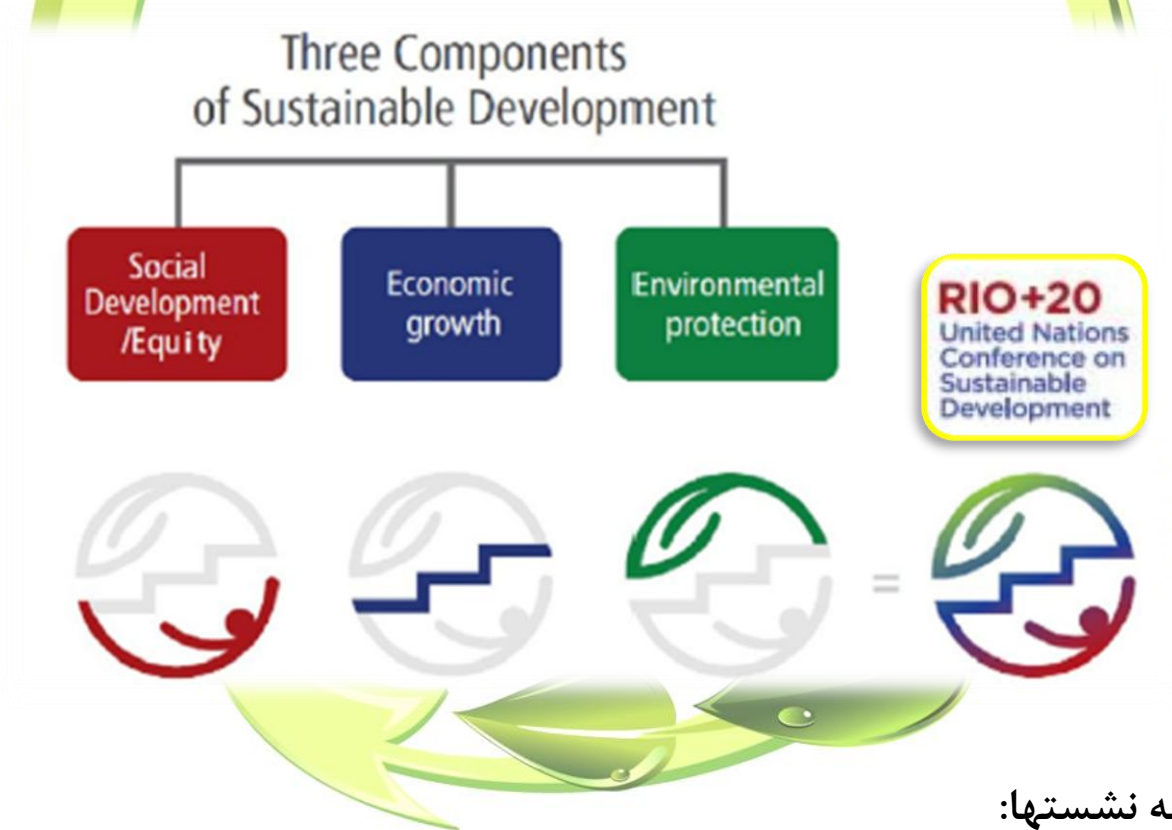 Three Components
of Sustainable Development
Social
Development
/Equity
Economic
growth
Environmental
protection
RIO+20
United Nations
Conference on
Sustainable
Development
=
ه نشستها: